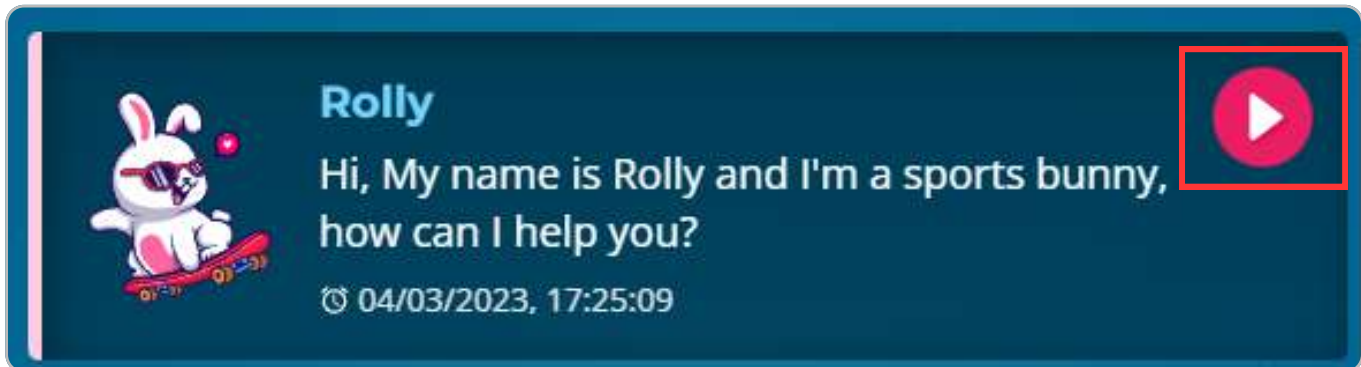 Rolly
Hi, My name is Rolly and I'm a sports bunny,
how can I help you?
04/03/2023, 17:25:09